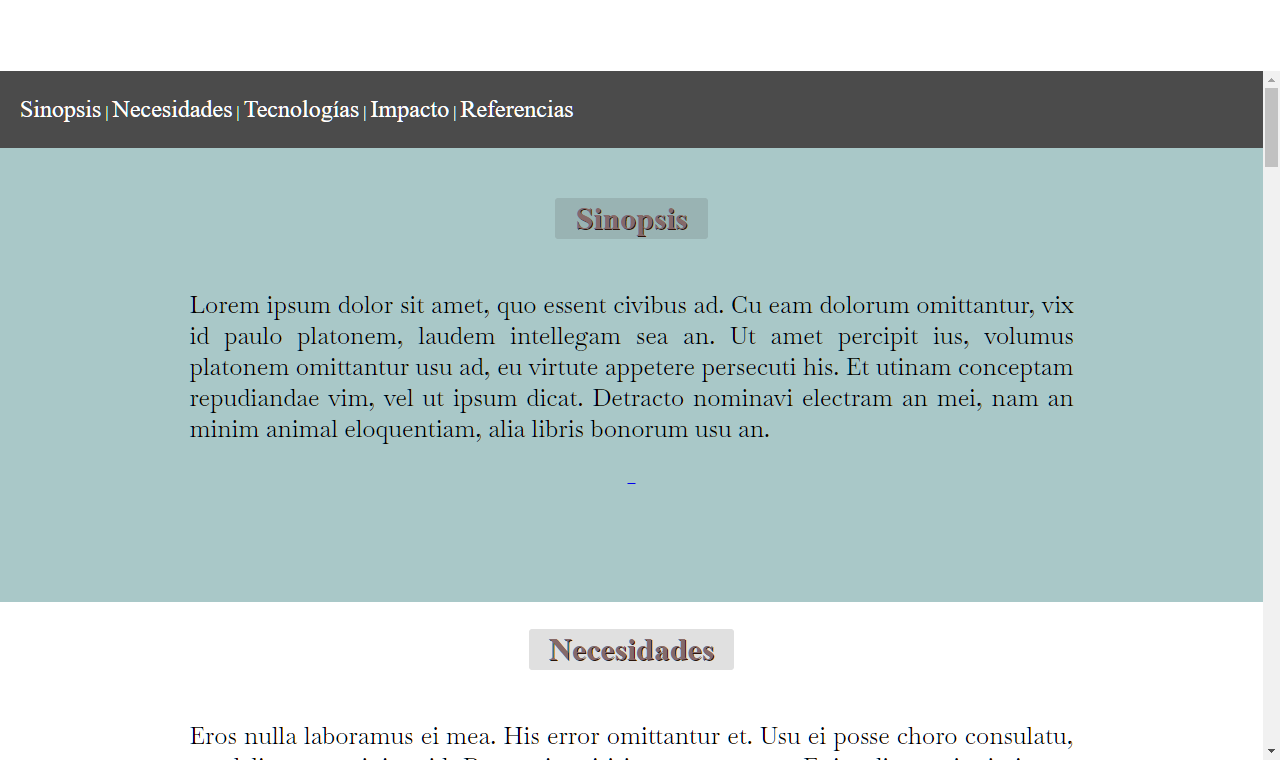 Sinopsis | Necesidades | Tecnologías | Impacto | Referencias
Sinopsis
Lorem ipsum dolor sit amet, quo essent civibus ad. Cu eam dolorum omittantur, vix
id paulo platonem, laudem intellegam sea an. Ut amet percipit ius, volumus
platonem omittantur usu ad, eu virtute appetere persecuti his. Et utinam conceptam
repudiandae vim, vel ut ipsum dicat. Detracto nominavi electram an mei, nam an
minim animal eloquentiam, alia libris bonorum usu an.
_
Necesidades
Eros nulla laboramus ei mea. His error omittantur et. Usu ei posse choro consulatu,